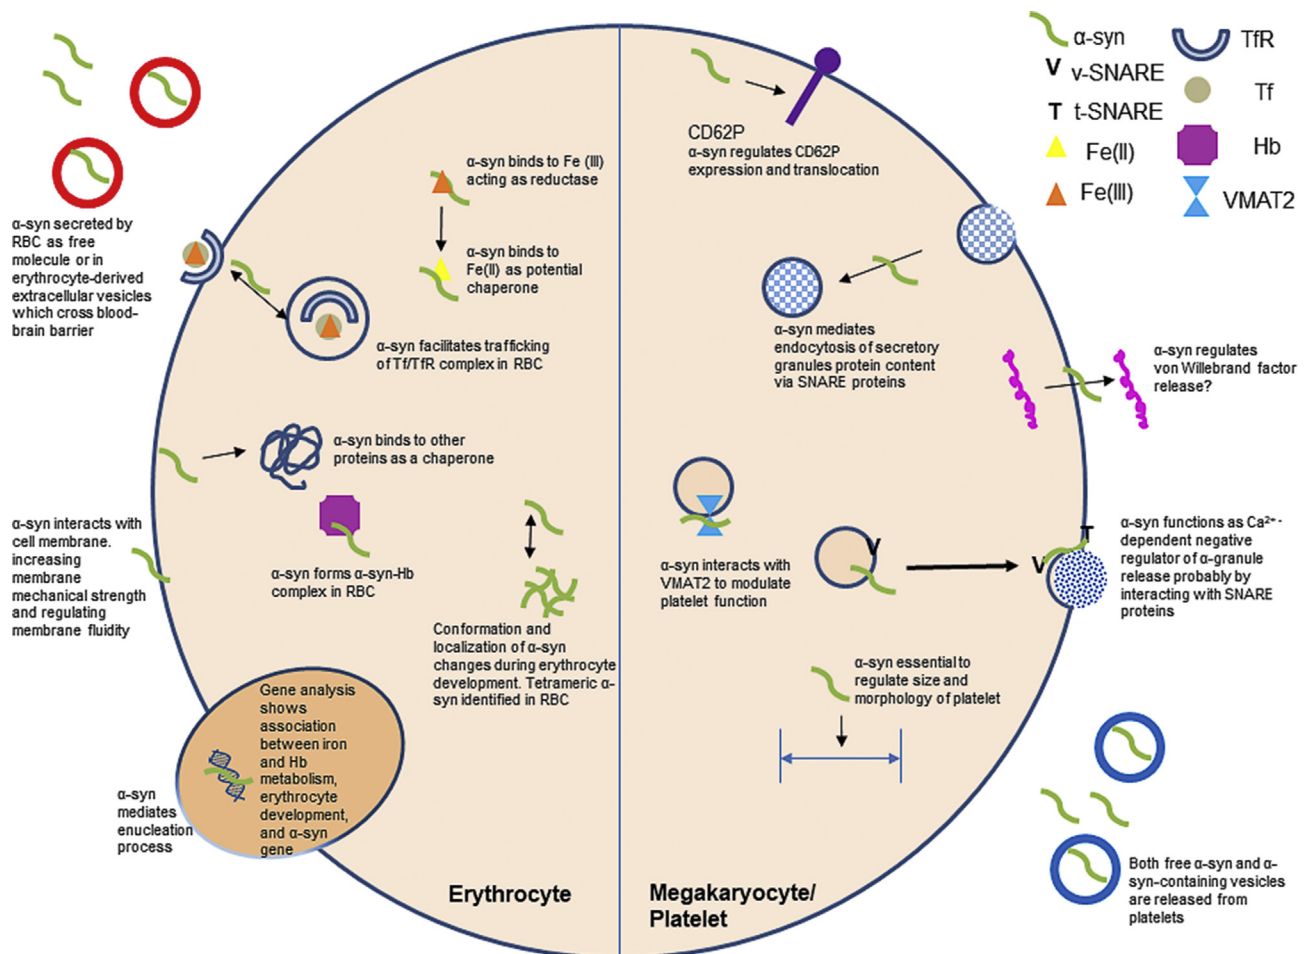 α-syn secreted by
RBC as free
molecule or in
erythrocyte-derived
extracellular vesicles
which cross blood-
brain barrier
α-syn binds to Fe (III)
acting as reductase
α-syn binds to
Fe(II) as potential
chaperone
α-syn facilitates trafficking
of Tf/TfR complex in RBC
α-syn binds to other
proteins as a chaperone
α-syn interacts with
cell membrane.
increasing
membrane
mechanical strength
and regulating
membrane fluidity
α-syn forms α-syn-Hb
complex in RBC
Conformation and
localization of α-syn
changes during erythrocyte
development. Tetrameric α-
syn identified in RBC
Gene analysis
shows
association
between iron
and Hb
metabolism,
erythrocyte
development,
and α-syn
gene
α-syn
mediates
enucleation
process
Erythrocyte
CD62P
α-syn regulates CD62P
expression and translocation
α-syn mediates
endocytosis of secretory
granules protein content
via SNARE proteins
α-syn regulates
von Willebrand factor
release?
α-syn interacts with
VMAT2 to modulate
platelet function
V
V
T
α-syn functions as Ca²⁺-
dependent negative
regulator of α-granule
release probably by
interacting with SNARE
proteins
α-syn essential to
regulate size and
morphology of platelet
Both free α-syn and α-
syn-containing vesicles
are released from
platelets
Megakaryocyte/
Platelet
α-syn
V v-SNARE
T t-SNARE
Fe(II)
Fe(III)
TfR
Tf
Hb
VMAT2